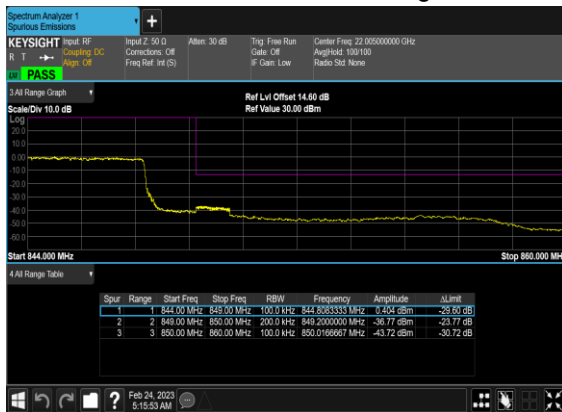 Spectrum Analyzer 1
Spurious Emissions
KEYSIGHT Input: RF
R T Coupling: DC
Align: Off
PASS
Input Z: 50 Ω
Corrections: Off
Freq Ref: Int (S)
Atten: 30 dB
Trig: Free Run
Gate: Off
IF Gain: Low
Center Freq: 22.005000000 GHz
Avg|Hold: 100/100
Radio Std: None
3 All Range Graph
Scale/Div 10.0 dB
Ref Lvl Offset 14.60 dB
Ref Value 30.00 dBm
Log
20.0
10.0
0.00
-10.0
-20.0
-30.0
-40.0
-50.0
-60.0
Start 844.000 MHz
Stop 860.000 MH
4 All Range Table
Spur Range Start Freq Stop Freq RBW Frequency Amplitude ΔLimit
1 1 844.00 MHz 849.00 MHz 100.0 kHz 844.8083333 MHz 0.404 dBm -29.60 dB
2 2 849.00 MHz 850.00 MHz 200.0 kHz 849.2000000 MHz -36.77 dBm -23.77 dB
3 3 850.00 MHz 860.00 MHz 100.0 kHz 850.0166667 MHz -43.72 dBm -30.72 dB
Feb 24, 2023
5:15:53 AM